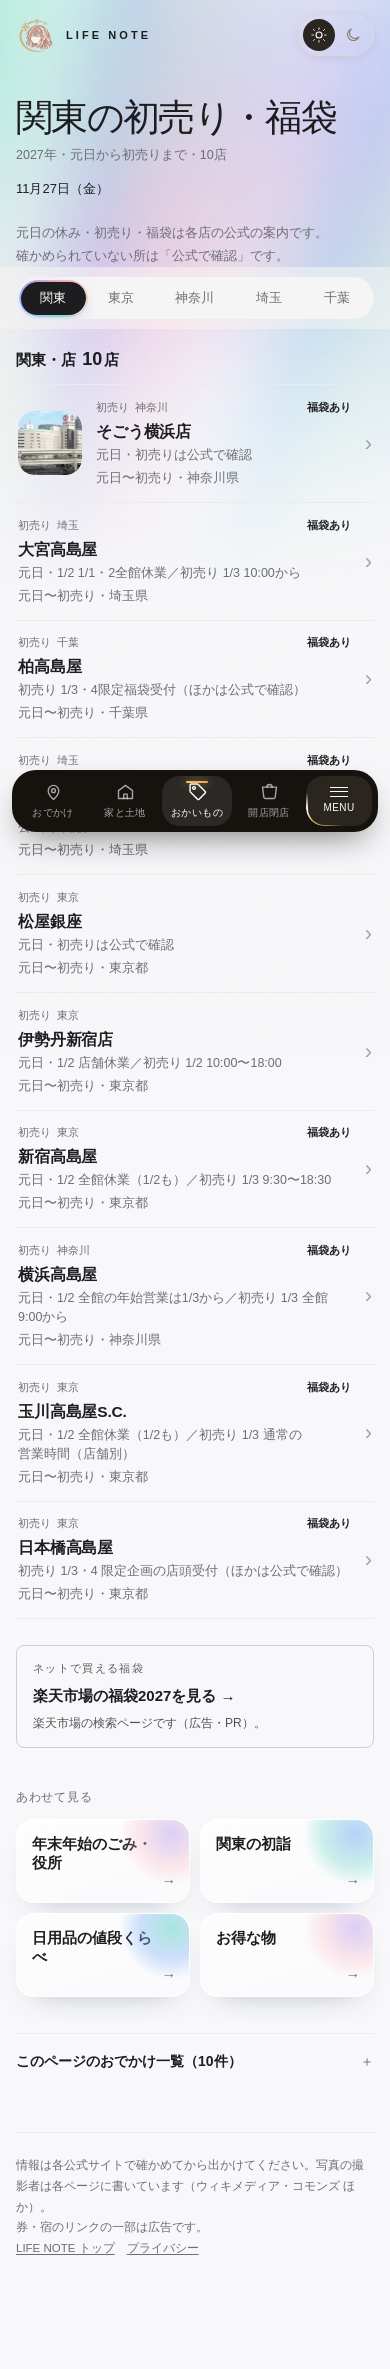 LIFE NOTE
関東の初売り・福袋
2027年・元日から初売りまで・10店
11月27日（金）
元日の休み・初売り・福袋は各店の公式の案内です。
確かめられていない所は「公式で確認」です。
関東
東京
神奈川
埼玉
千葉
関東・店 10店
初売り 神奈川
福袋あり
そごう横浜店
元日・初売りは公式で確認
元日〜初売り・神奈川県
初売り 埼玉
福袋あり
大宮高島屋
元日・1/2 1/1・2全館休業／初売り 1/3 10:00から
元日〜初売り・埼玉県
初売り 千葉
福袋あり
柏高島屋
初売り 1/3・4限定福袋受付（ほかは公式で確認）
元日〜初売り・千葉県
初売り 埼玉
福袋あり
おでかけ
家と土地
おかいもの
開店閉店
MENU
元日〜初売り・埼玉県
初売り 東京
松屋銀座
元日・初売りは公式で確認
元日〜初売り・東京都
初売り 東京
伊勢丹新宿店
元日・1/2 店舗休業／初売り 1/2 10:00〜18:00
元日〜初売り・東京都
初売り 東京
福袋あり
新宿高島屋
元日・1/2 全館休業（1/2も）／初売り 1/3 9:30〜18:30
元日〜初売り・東京都
初売り 神奈川
福袋あり
横浜高島屋
元日・1/2 全館の年始営業は1/3から／初売り 1/3 全館
9:00から
元日〜初売り・神奈川県
初売り 東京
福袋あり
玉川高島屋S.C.
元日・1/2 全館休業（1/2も）／初売り 1/3 通常の
営業時間（店舗別）
元日〜初売り・東京都
初売り 東京
福袋あり
日本橋高島屋
初売り 1/3・4 限定企画の店頭受付（ほかは公式で確認）
元日〜初売り・東京都
ネットで買える福袋
楽天市場の福袋2027を見る →
楽天市場の検索ページです（広告・PR）。
あわせて見る
年末年始のごみ・
役所
→
関東の初詣
→
日用品の値段くら
べ
→
お得な物
→
このページのおでかけ一覧（10件）
+
情報は各公式サイトで確かめてから出かけてください。写真の撮
影者は各ページに書いています（ウィキメディア・コモンズ ほ
か）。
券・宿のリンクの一部は広告です。
LIFE NOTE トップ プライバシー